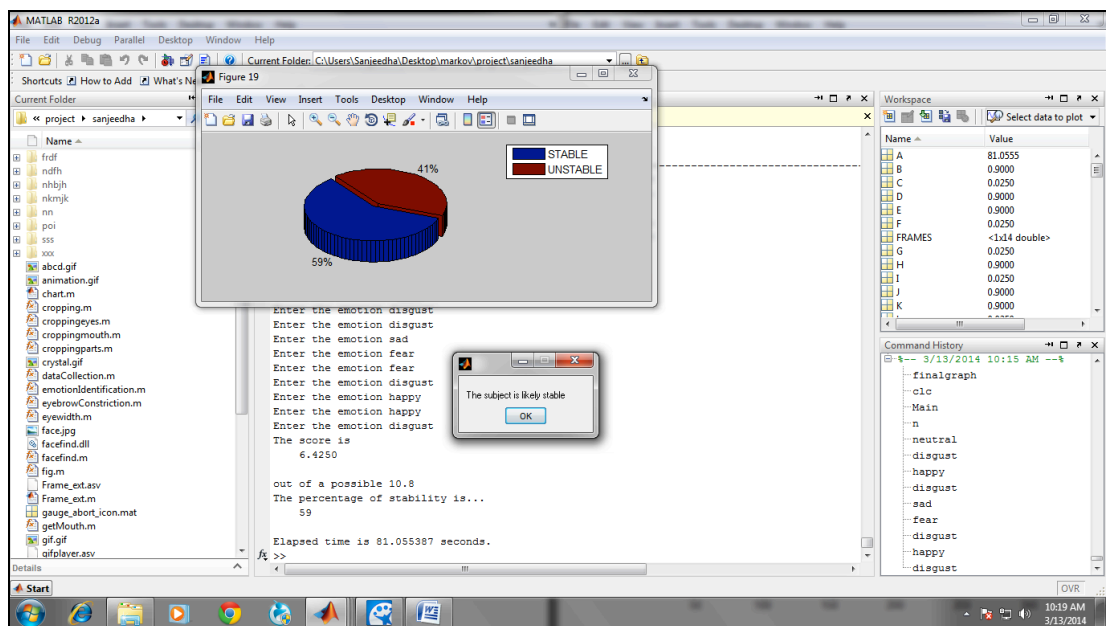 MATLAB R2012a
File Edit Debug Parallel Desktop Window Help
Current Folder: C:\Users\Sanjeedha\Desktop\markov\project\sanjeedha
Shortcuts How to Add What's Ne
Current Folder
« project ▸ sanjeedha ▸
Name
frdf
ndfh
nhbjh
nkmjk
nn
poi
sss
xxx
abcd.gif
animation.gif
chart.m
cropping.m
croppingeyes.m
croppingmouth.m
croppingparts.m
crystal.gif
dataCollection.m
emotionIdentification.m
eyebrowConstriction.m
eyewidth.m
face.jpg
facefind.dll
facefind.m
fig.m
Frame_ext.asv
Frame_ext.m
gauge_abort_icon.mat
getMouth.m
gif.gif
gifplayer.asv
Details
Figure 19
File Edit View Insert Tools Desktop Window Help
STABLE
UNSTABLE
41%
59%
Enter the emotion disgust
Enter the emotion disgust
Enter the emotion sad
Enter the emotion fear
Enter the emotion fear
Enter the emotion disgust
Enter the emotion happy
Enter the emotion happy
Enter the emotion disgust
The score is
6.4250
out of a possible 10.8
The percentage of stability is...
59
Elapsed time is 81.055387 seconds.
fx >>
The subject is likely stable
OK
Workspace
Select data to plot
Name Value
A 81.0555
B 0.9000
C 0.0250
D 0.9000
E 0.9000
F 0.0250
FRAMES <1x14 double>
G 0.0250
H 0.9000
I 0.0250
J 0.9000
K 0.9000
Command History
%-- 3/13/2014 10:15 AM --%
finalgraph
clc
Main
n
neutral
disgust
happy
disgust
sad
fear
disgust
happy
disgust
Start
OVR
10:19 AM
3/13/2014